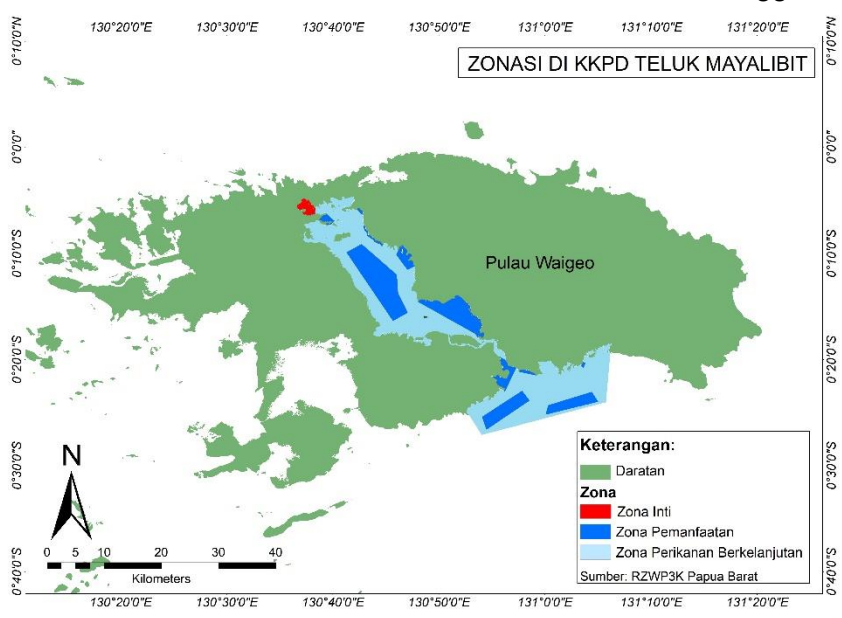 ngg
130°20'0"E 130°30'0"E 130°40'0"E 130°50'0"E 131°0'0"E 131°10'0"E 131°20'0"E
0°10'0"N 0°10'0"N
ZONASI DI KKPD TELUK MAYALIBIT
0°0'0" 0°0'0"
0°10'0"S 0°10'0"S
Pulau Waigeo
0°20'0"S 0°20'0"S
0°30'0"S 0°30'0"S
0°40'0"S 0°40'0"S
N
0 5 10 20 30 40
Kilometers
Keterangan:
Daratan
Zona
Zona Inti
Zona Pemanfaatan
Zona Perikanan Berkelanjutan
Sumber: RZWP3K Papua Barat
130°20'0"E 130°30'0"E 130°40'0"E 130°50'0"E 131°0'0"E 131°10'0"E 131°20'0"E